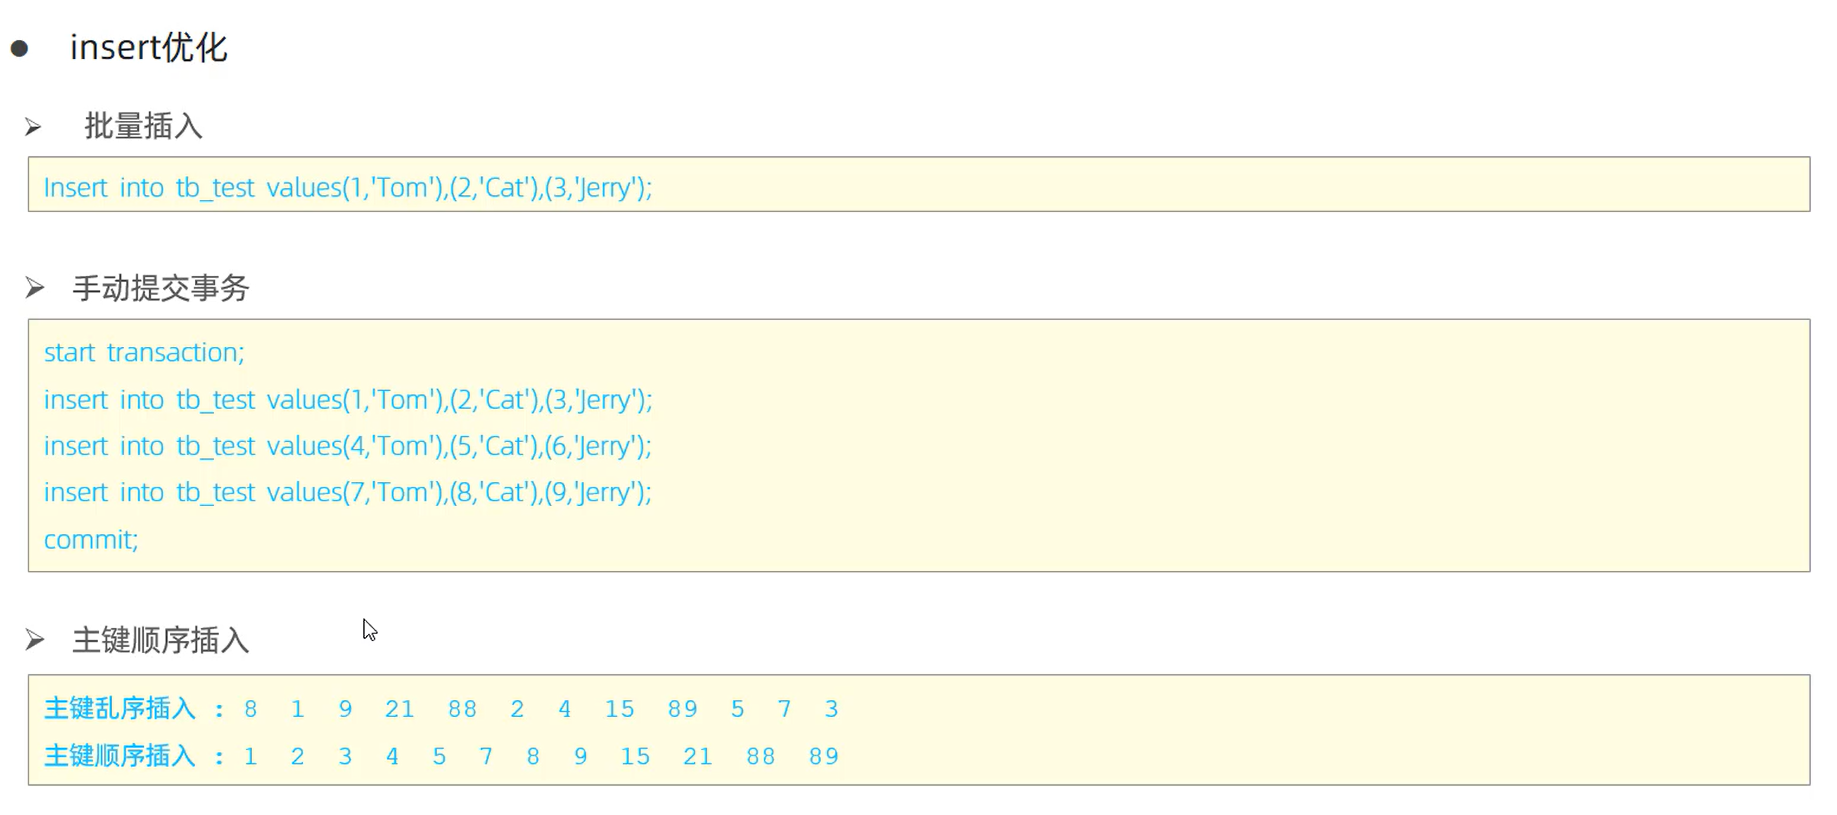 ● insert优化
➢ 批量插入
Insert into tb_test values(1,'Tom'),(2,'Cat'),(3,'Jerry');
➢ 手动提交事务
start transaction;
insert into tb_test values(1,'Tom'),(2,'Cat'),(3,'Jerry');
insert into tb_test values(4,'Tom'),(5,'Cat'),(6,'Jerry');
insert into tb_test values(7,'Tom'),(8,'Cat'),(9,'Jerry');
commit;
➢ 主键顺序插入
主键乱序插入 : 8 1 9 21 88 2 4 15 89 5 7 3
主键顺序插入 : 1 2 3 4 5 7 8 9 15 21 88 89